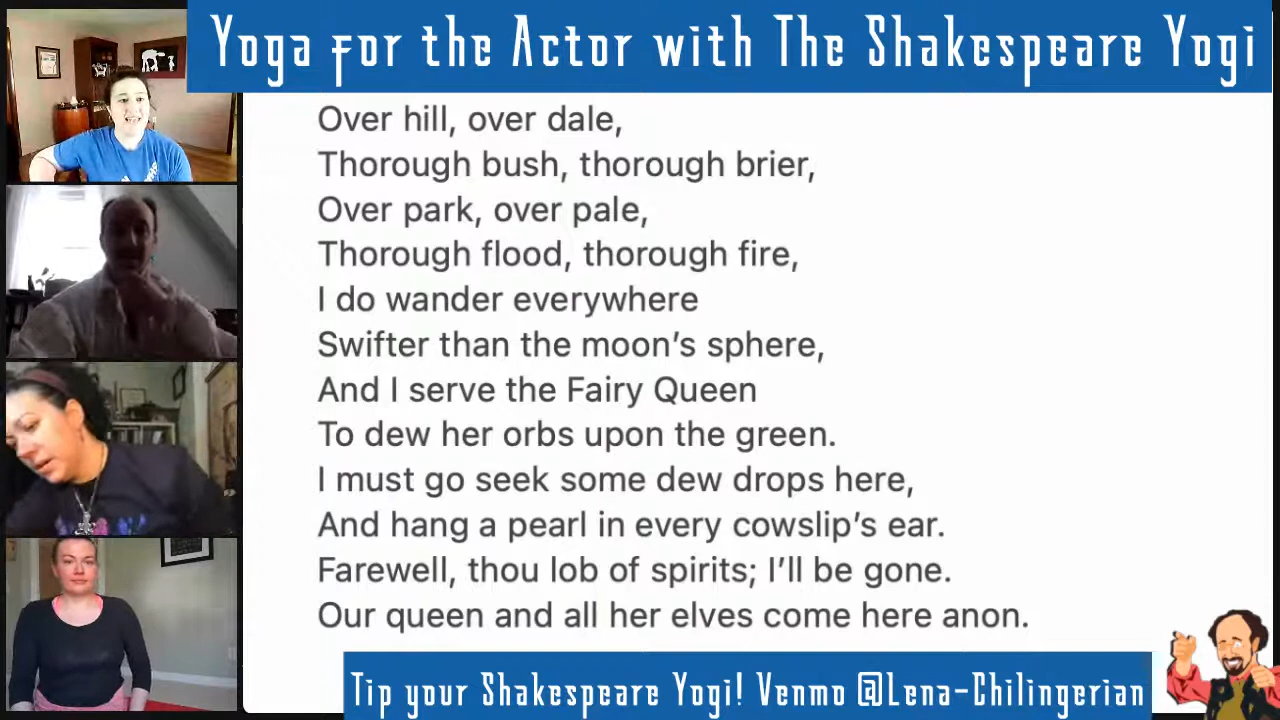 Yoga for the Actor with The Shakespeare Yogi
Over hill, over dale,
Thorough bush, thorough brier,
Over park, over pale,
Thorough flood, thorough fire,
I do wander everywhere
Swifter than the moon’s sphere,
And I serve the Fairy Queen
To dew her orbs upon the green.
I must go seek some dew drops here,
And hang a pearl in every cowslip’s ear.
Farewell, thou lob of spirits; I’ll be gone.
Our queen and all her elves come here anon.
Tip your Shakespeare Yogi! Venmo @Lena-Chilingerian